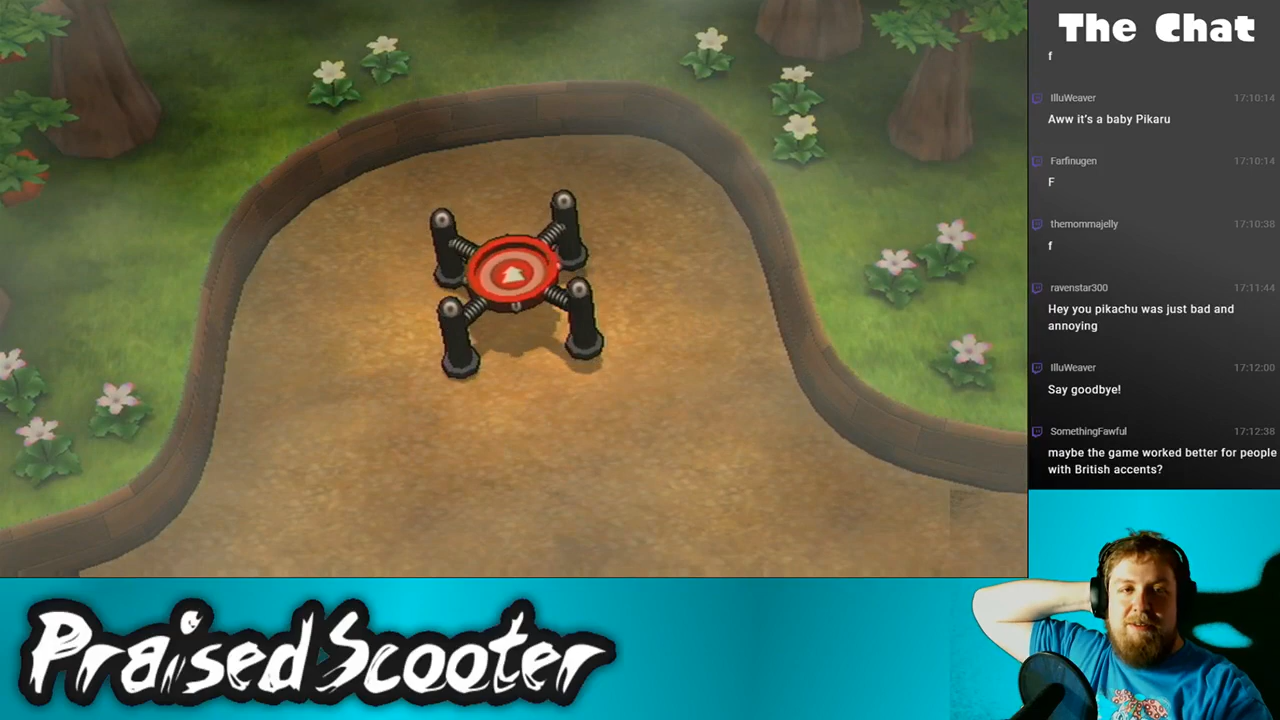 The Chat
f
IlluWeaver 17:10:14
Aww it's a baby Pikaru
Farfinugen 17:10:14
F
themommajelly 17:10:38
f
ravenstar300 17:11:44
Hey you pikachu was just bad and
annoying
IlluWeaver 17:12:00
Say goodbye!
SomethingFawful 17:12:38
maybe the game worked better for people
with British accents?
PraisedScooter